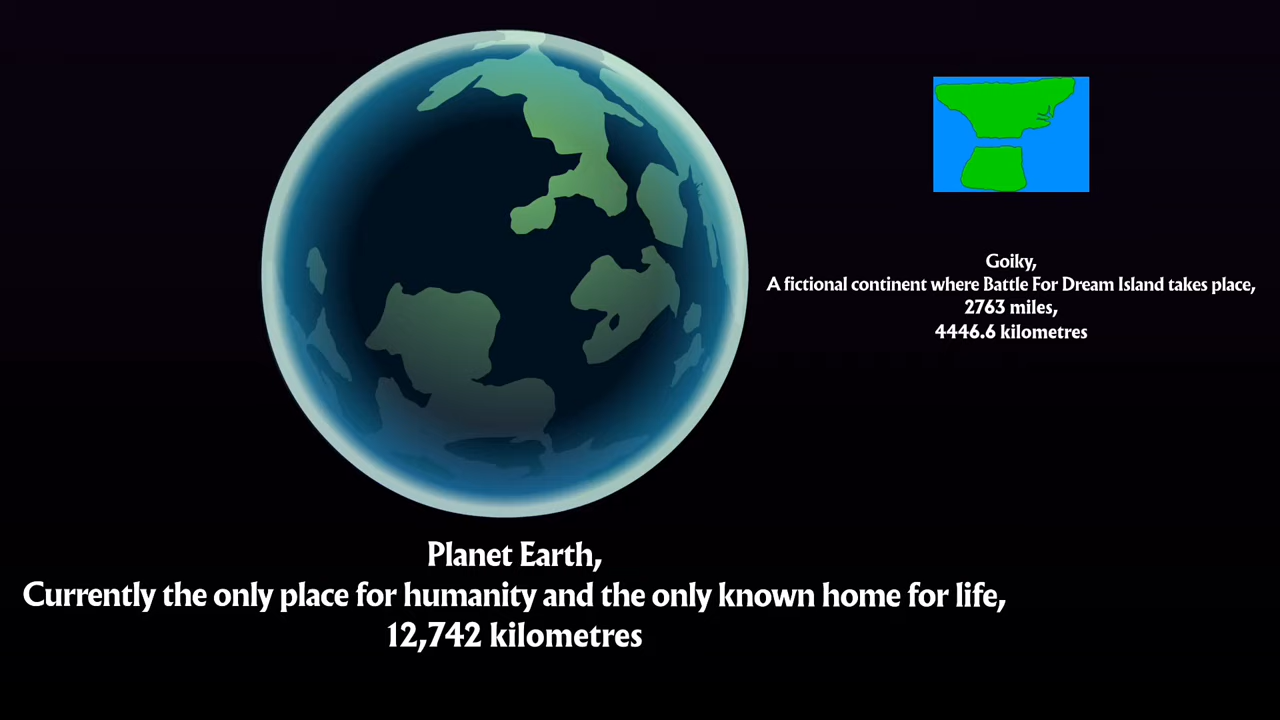 Goiky,
A fictional continent where Battle For Dream Island takes place,
2763 miles,
4446.6 kilometres
Planet Earth,
Currently the only place for humanity and the only known home for life,
12,742 kilometres